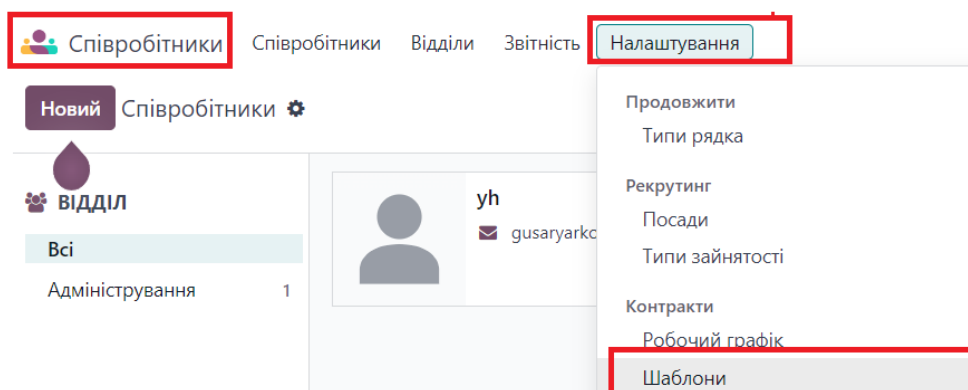 Співробітники Співробітники Відділи Звітність Налаштування
Новий Співробітники
ВІДДІЛ
Всі
Адміністрування 1
yh
gusaryarko
Продовжити
Типи рядка
Рекрутинг
Посади
Типи зайнятості
Контракти
Робочий графік
Шаблони